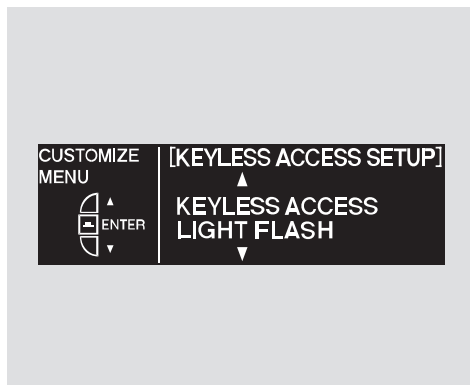 CUSTOMIZE
MENU
ENTER
[KEYLESS ACCESS SETUP]
KEYLESS ACCESS
LIGHT FLASH